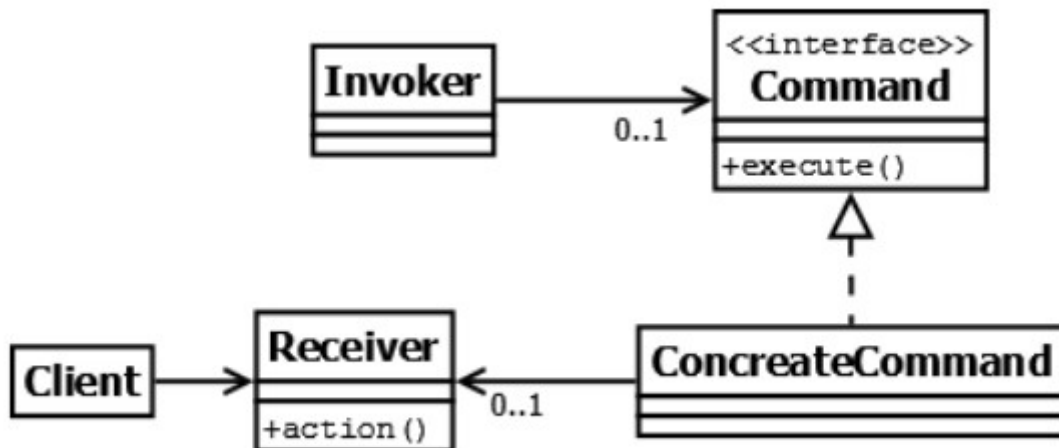 Invoker
<<interface>>
Command
0..1
+execute()
Client
Receiver
+action()
0..1
ConcreateCommand